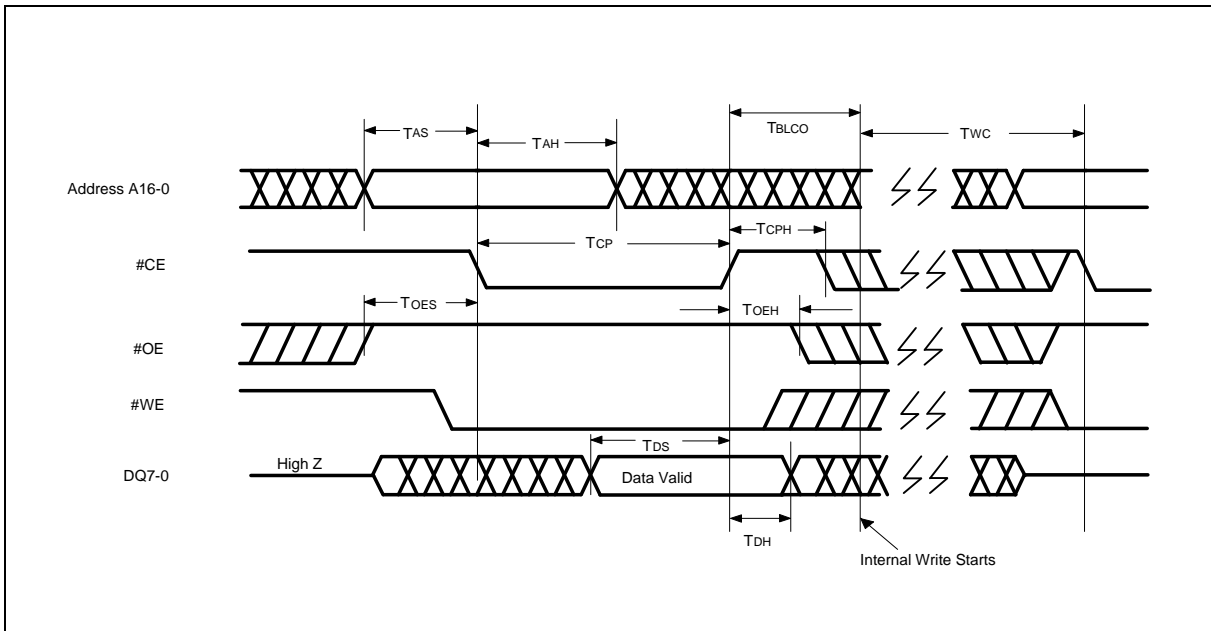 TAS
TAH
TBLCO
TWC
Address A16-0
TCP
TCPH
#CE
TOES
TOEH
#OE
#WE
TDS
High Z
DQ7-0
Data Valid
TDH
Internal Write Starts